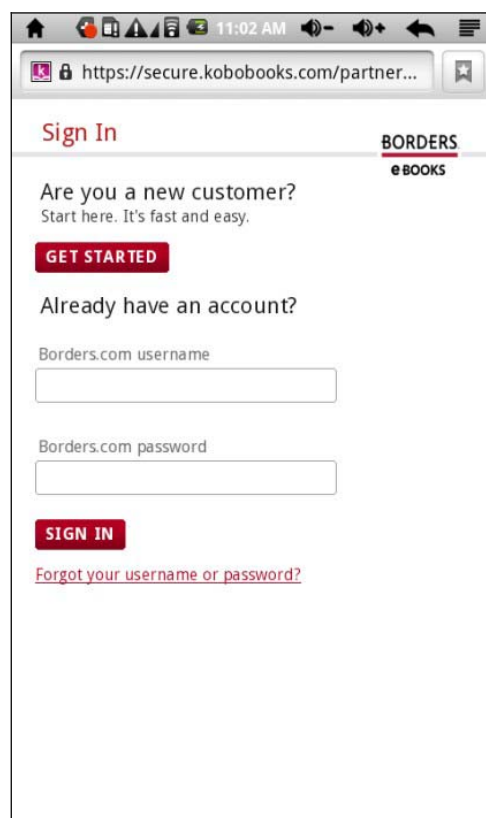 11:02 AM
https://secure.kobobooks.com/partner...
Sign In
BORDERS
eBOOKS
Are you a new customer?
Start here. It's fast and easy.
GET STARTED
Already have an account?
Borders.com username
Borders.com password
SIGN IN
Forgot your username or password?